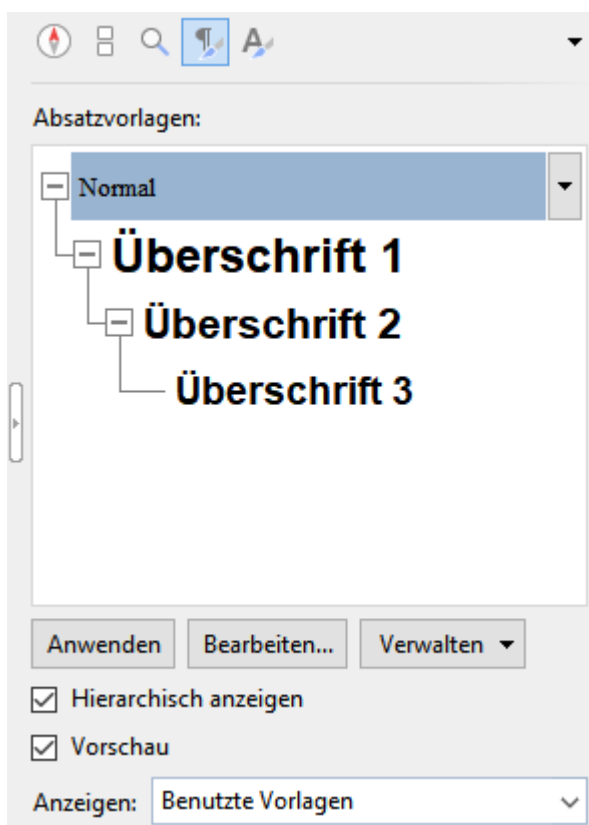 Absatzvorlagen:
Normal
Überschrift 1
Überschrift 2
Überschrift 3
Anwenden Bearbeiten... Verwalten
Hierarchisch anzeigen
Vorschau
Anzeigen: Benutzte Vorlagen